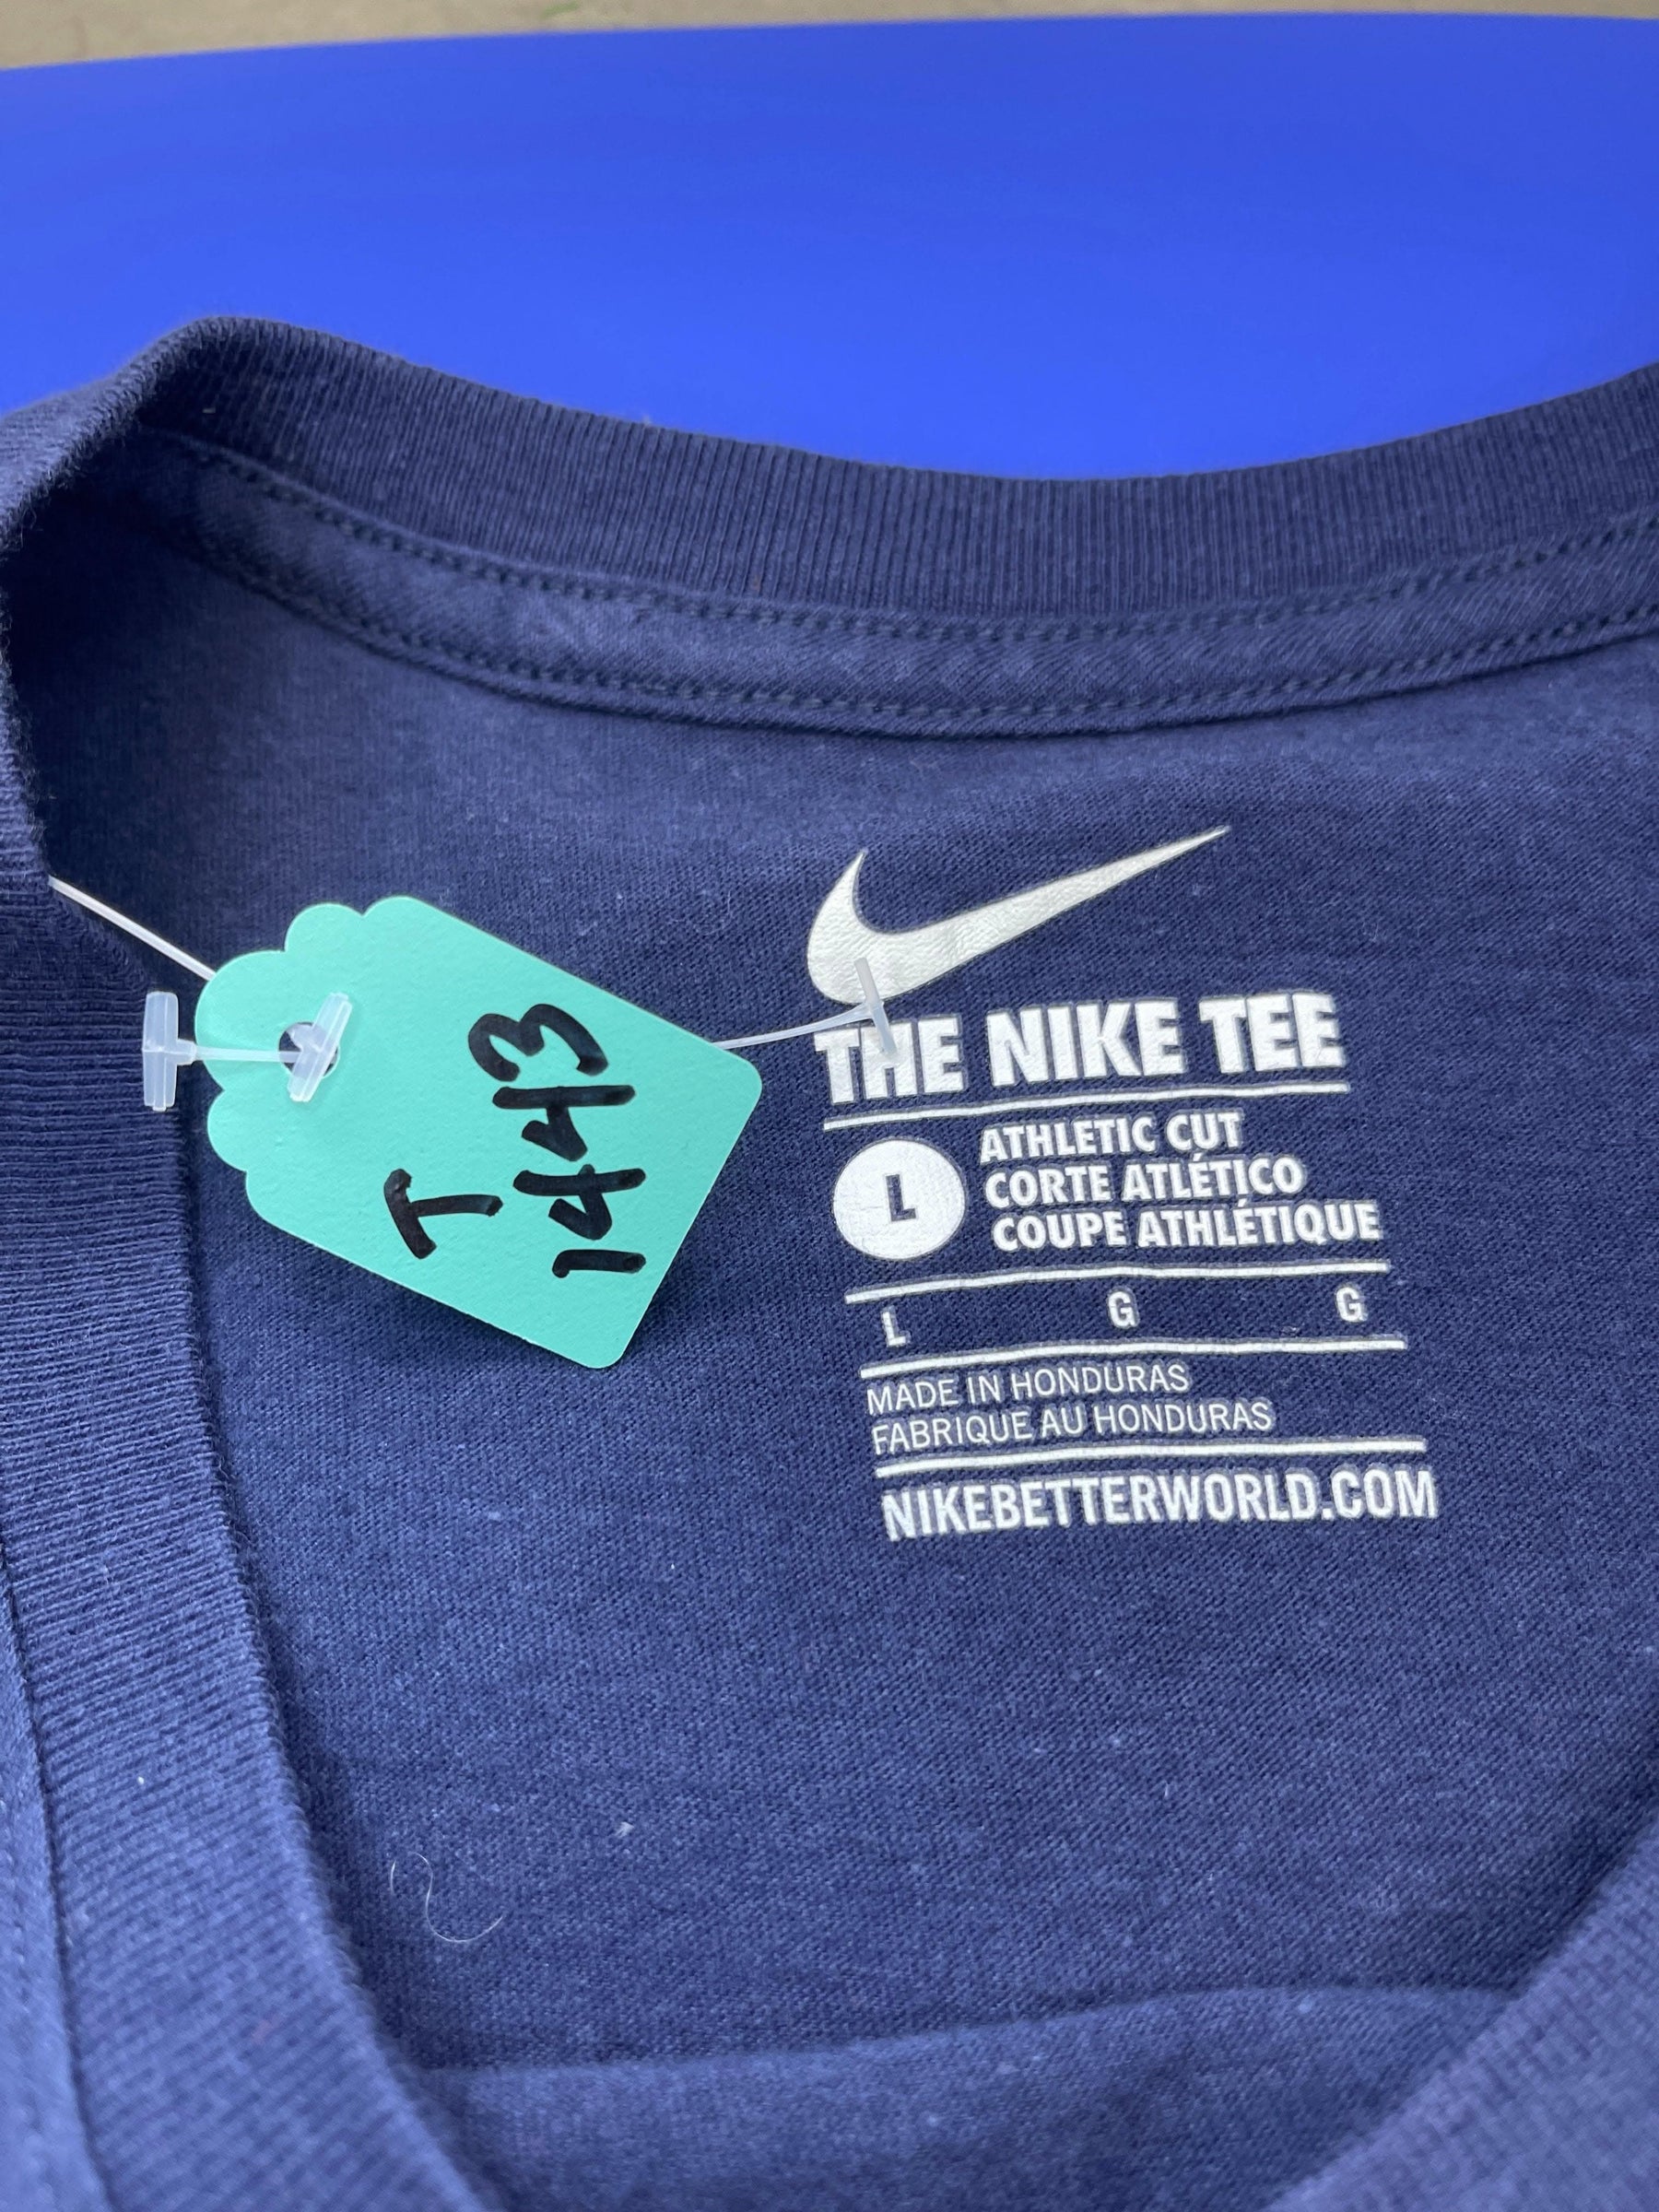 T
1443
THE NIKE TEE
L
ATHLETIC CUT
CORTE ATLÉTICO
COUPE ATHLÉTIQUE
L G G
MADE IN HONDURAS
FABRIQUE AU HONDURAS
NIKEBETTERWORLD.COM